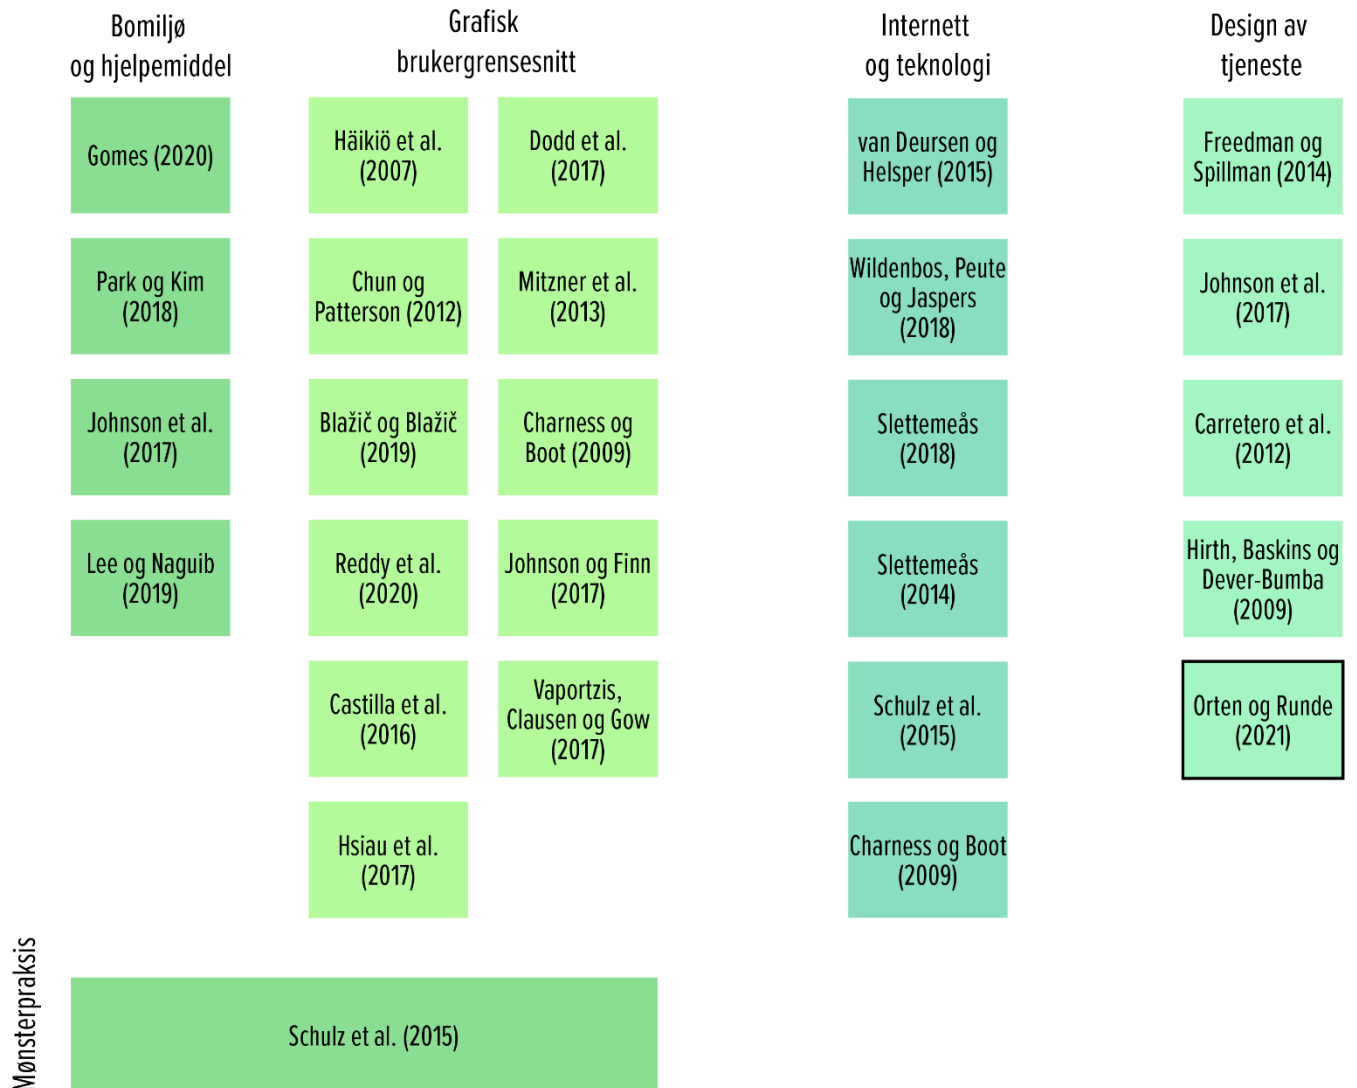 Bomiljø
og hjelpemiddel
Grafisk
brukergrensesnitt
Internett
og teknologi
Design av
tjeneste
Gomes (2020)
Park og Kim
(2018)
Johnson et al.
(2017)
Lee og Naguib
(2019)
Häikiö et al.
(2007)
Chun og
Patterson (2012)
Blažič og Blažič
(2019)
Reddy et al.
(2020)
Castilla et al.
(2016)
Hsiau et al.
(2017)
Dodd et al.
(2017)
Mitzner et al.
(2013)
Charness og
Boot (2009)
Johnson og Finn
(2017)
Vaportzis,
Clausen og Gow
(2017)
van Deursen og
Helsper (2015)
Wildenbos, Peute
og Jaspers
(2018)
Slettemeås
(2018)
Slettemeås
(2014)
Schulz et al.
(2015)
Charness og Boot
(2009)
Freedman og
Spillman (2014)
Johnson et al.
(2017)
Carretero et al.
(2012)
Hirth, Baskins og
Dever-Bumba
(2009)
Orten og Runde
(2021)
Mønsterpraksis
Schulz et al. (2015)